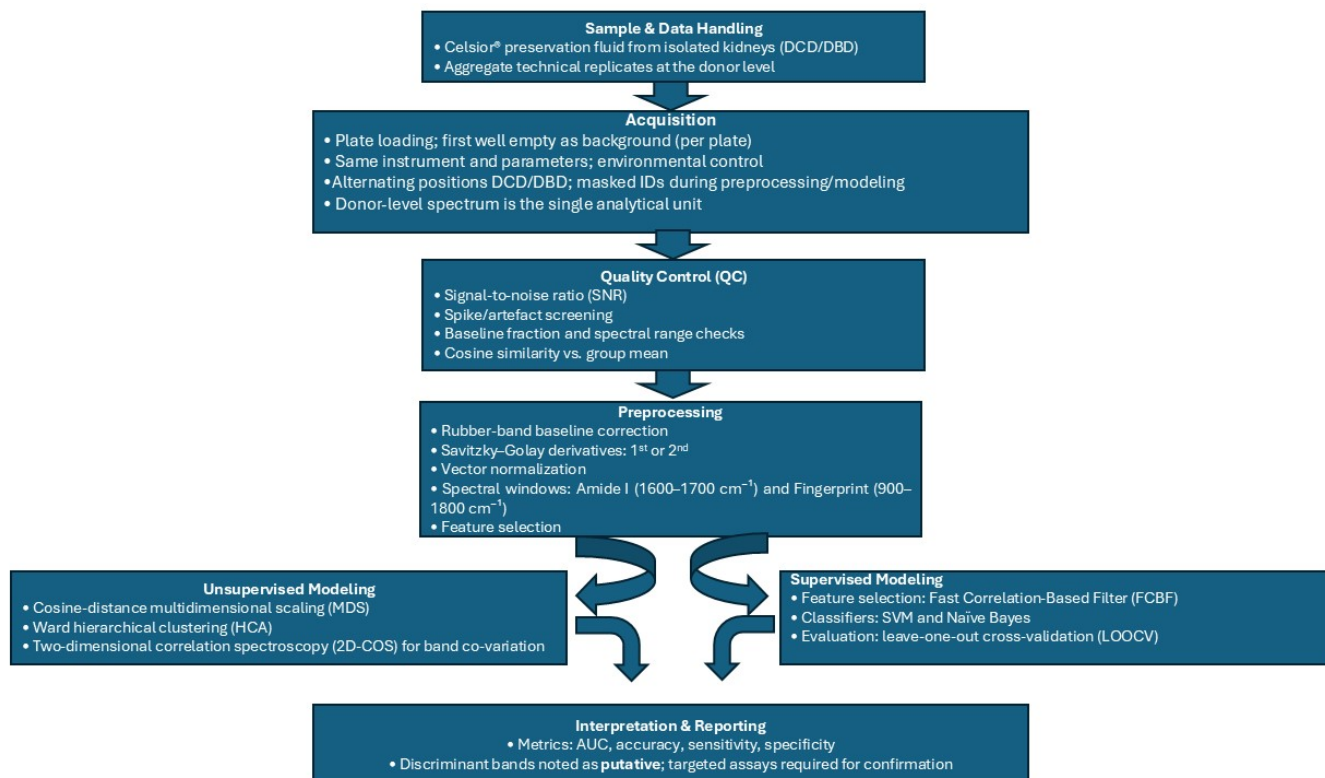 Sample & Data Handling
• Celsior® preservation fluid from isolated kidneys (DCD/DBD)
• Aggregate technical replicates at the donor level
Acquisition
• Plate loading; first well empty as background (per plate)
• Same instrument and parameters; environmental control
•Alternating positions DCD/DBD; masked IDs during preprocessing/modeling
• Donor-level spectrum is the single analytical unit
Quality Control (QC)
• Signal-to-noise ratio (SNR)
• Spike/artefact screening
• Baseline fraction and spectral range checks
• Cosine similarity vs. group mean
Preprocessing
• Rubber-band baseline correction
• Savitzky–Golay derivatives: 1st or 2nd
• Vector normalization
• Spectral windows: Amide I (1600–1700 cm⁻¹) and Fingerprint (900–
1800 cm⁻¹)
• Feature selection
Unsupervised Modeling
• Cosine-distance multidimensional scaling (MDS)
• Ward hierarchical clustering (HCA)
• Two-dimensional correlation spectroscopy (2D-COS) for band co-variation
Supervised Modeling
• Feature selection: Fast Correlation-Based Filter (FCBF)
• Classifiers: SVM and Naïve Bayes
• Evaluation: leave-one-out cross-validation (LOOCV)
Interpretation & Reporting
• Metrics: AUC, accuracy, sensitivity, specificity
• Discriminant bands noted as putative; targeted assays required for confirmation